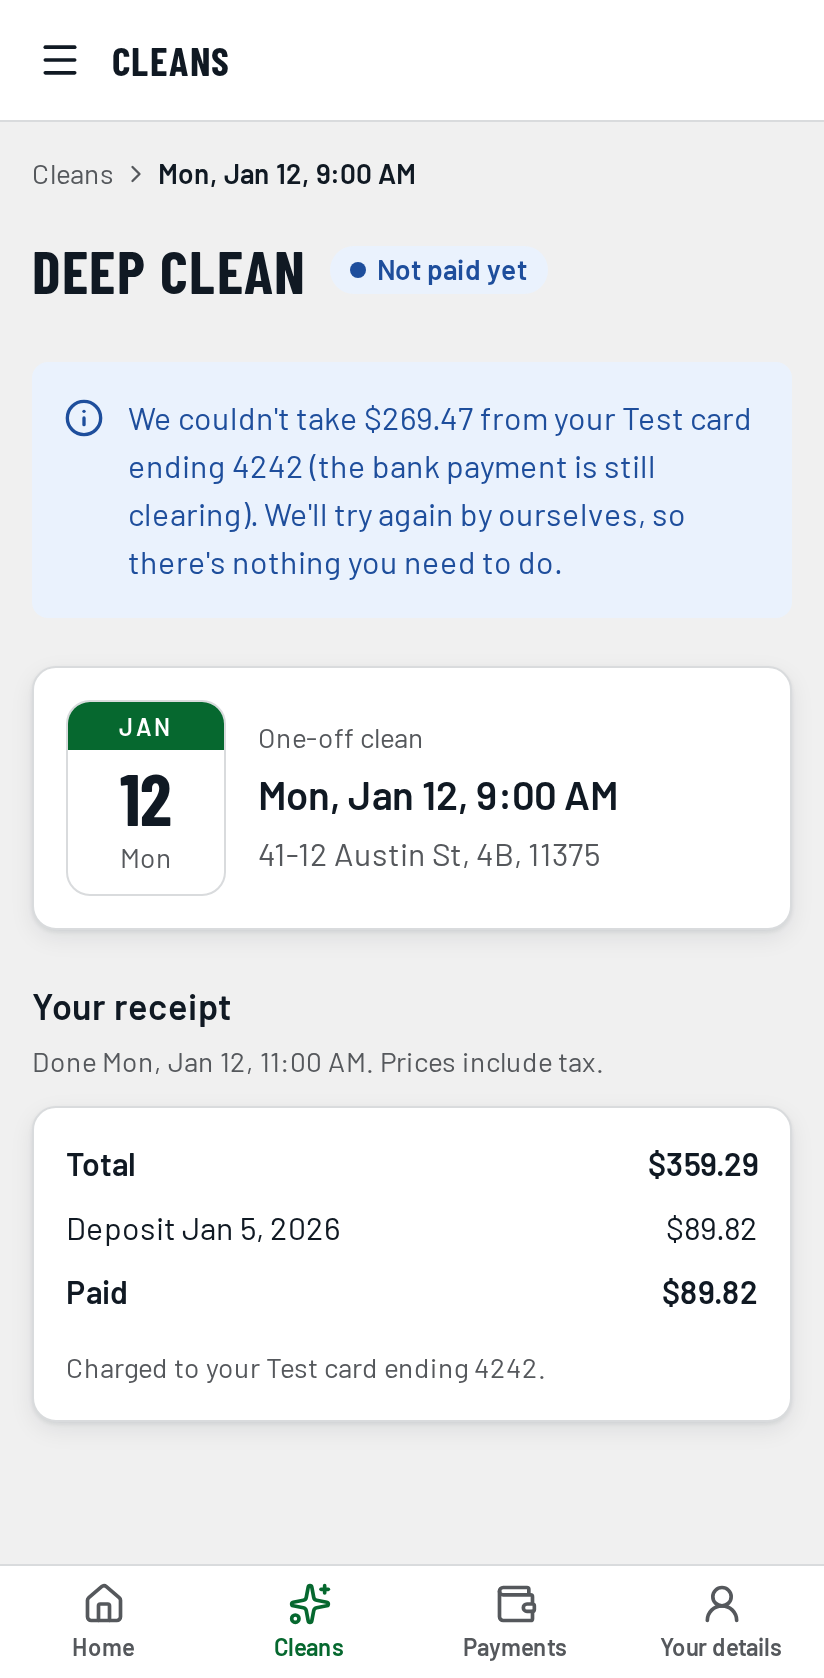 CLEANS
Cleans > Mon, Jan 12, 9:00 AM
DEEP CLEAN
Not paid yet
We couldn't take $269.47 from your Test card
ending 4242 (the bank payment is still
clearing). We'll try again by ourselves, so
there's nothing you need to do.
JAN
12
Mon
One-off clean
Mon, Jan 12, 9:00 AM
41-12 Austin St, 4B, 11375
Your receipt
Done Mon, Jan 12, 11:00 AM. Prices include tax.
Total $359.29
Deposit Jan 5, 2026 $89.82
Paid $89.82
Charged to your Test card ending 4242.
Home Cleans Payments Your details